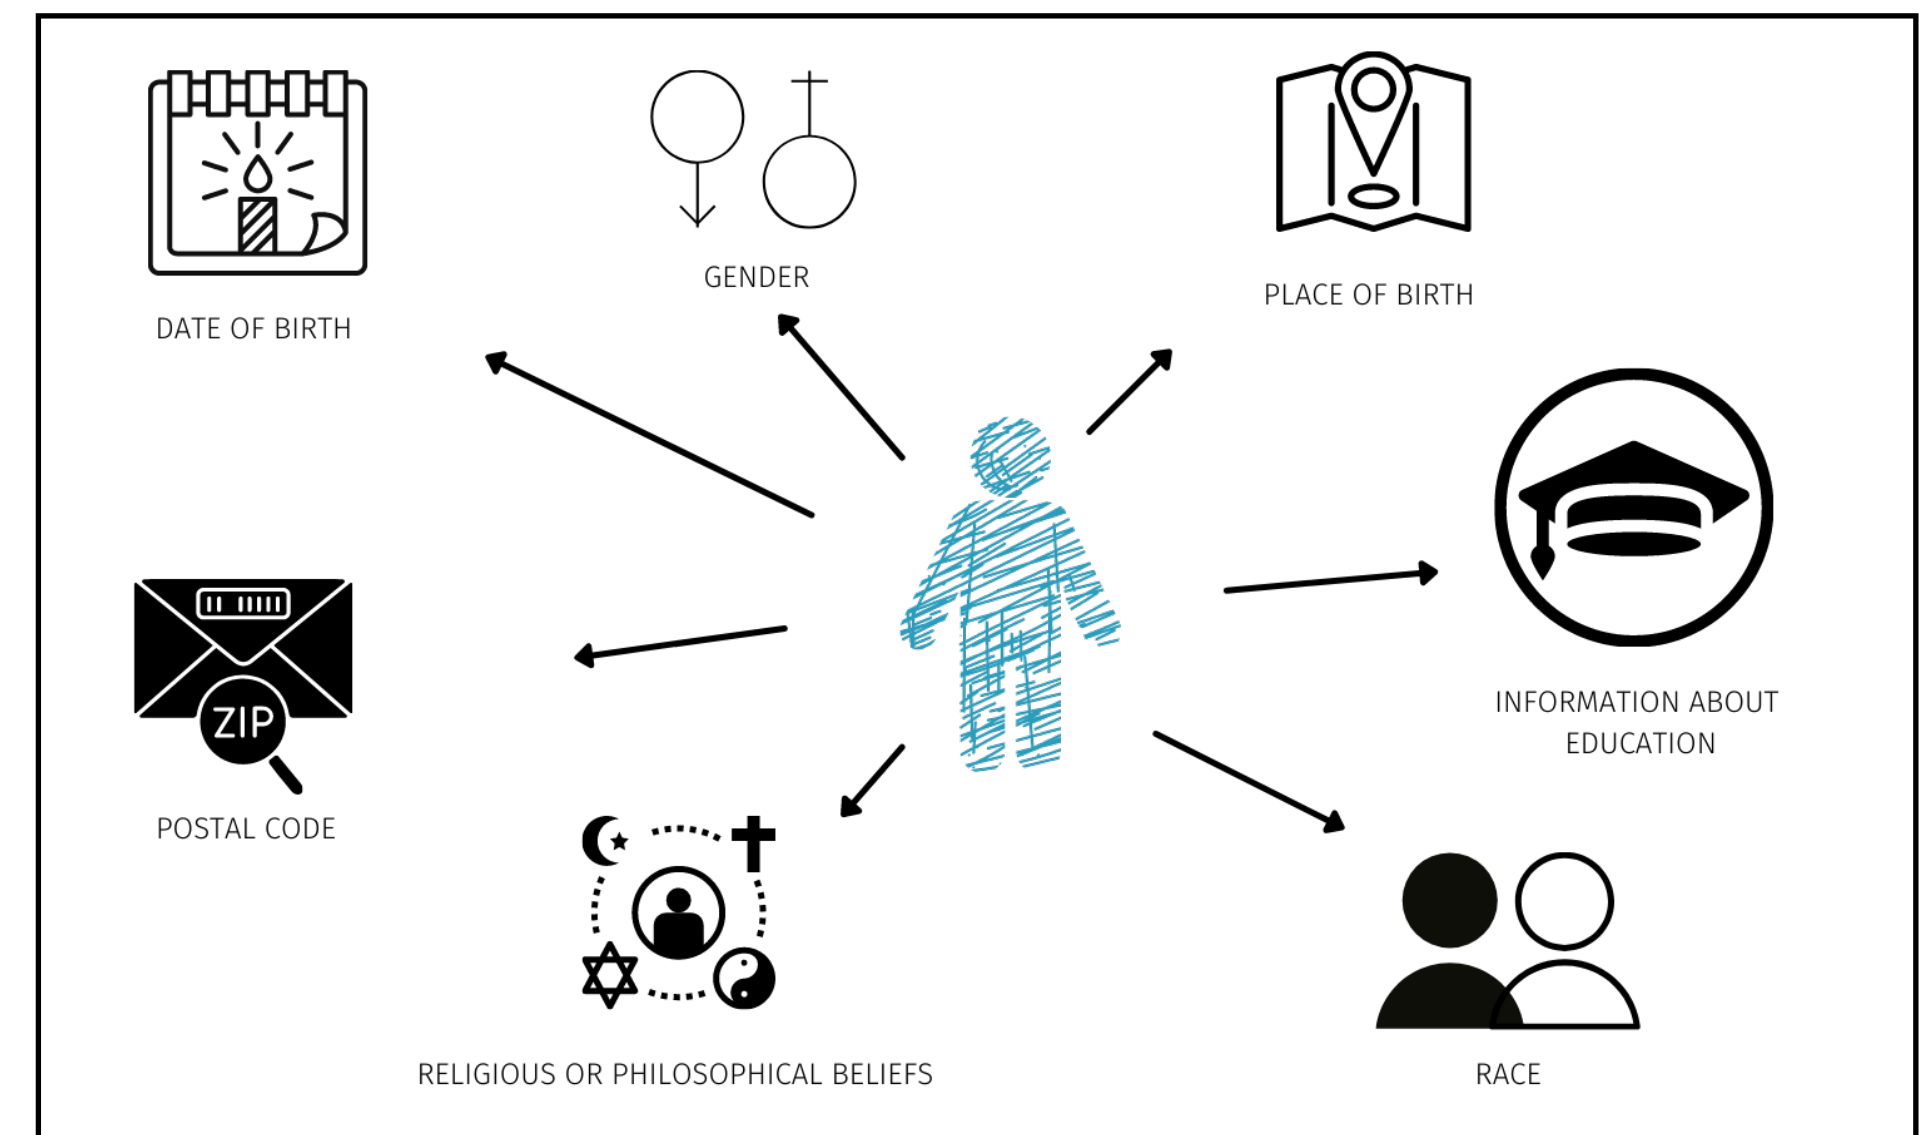 GENDER
PLACE OF BIRTH
DATE OF BIRTH
INFORMATION ABOUT
EDUCATION
ZIP
POSTAL CODE
RELIGIOUS OR PHILOSOPHICAL BELIEFS
RACE